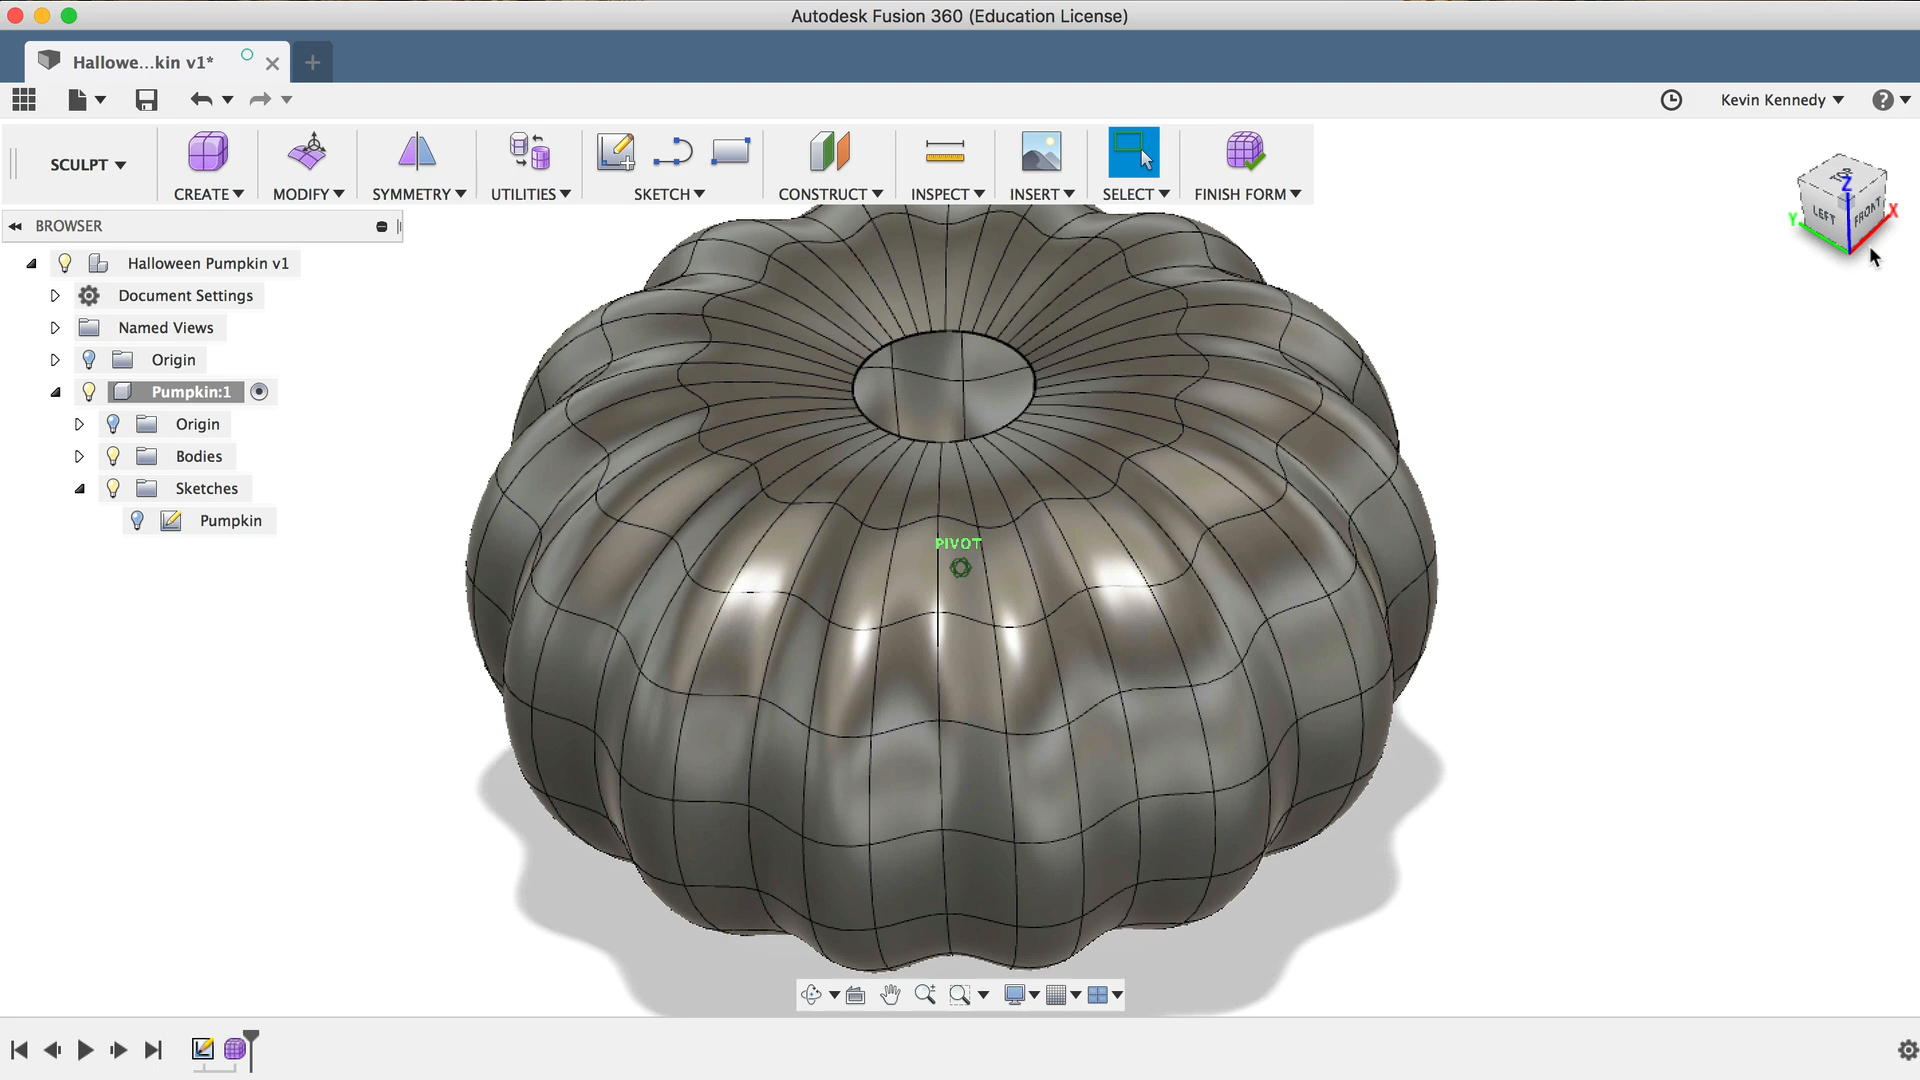 Autodesk Fusion 360 (Education License)
Hallowe...kin v1*
Kevin Kennedy
SCULPT
CREATE
MODIFY
SYMMETRY
UTILITIES
SKETCH
CONSTRUCT
INSPECT
INSERT
SELECT
FINISH FORM
TOP
Z
LEFT
FRONT
X
Y
BROWSER
Halloween Pumpkin v1
Document Settings
Named Views
Origin
Pumpkin:1
Origin
Bodies
Sketches
Pumpkin
PIVOT